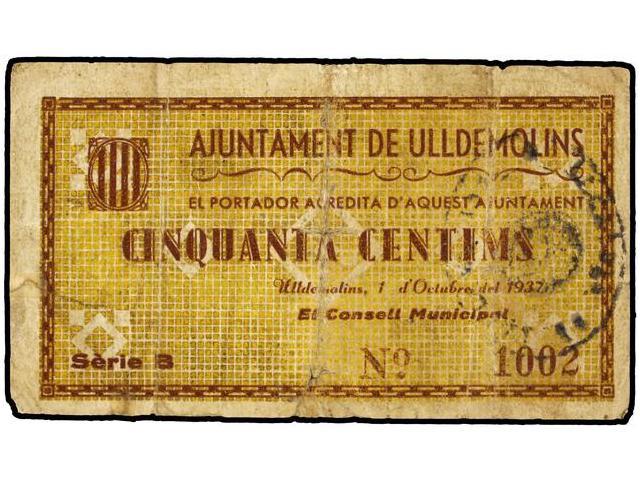 AJUNTAMENT DE ULLDEMOLINS
EL PORTADOR ACREDITA D'AQUEST AJUNTAMENT
CINQUANTA CENTIMS
Ulldemolins, 1 d'Octubre del 1937
El Consell Municipal
Sèrie B
Nº 1002